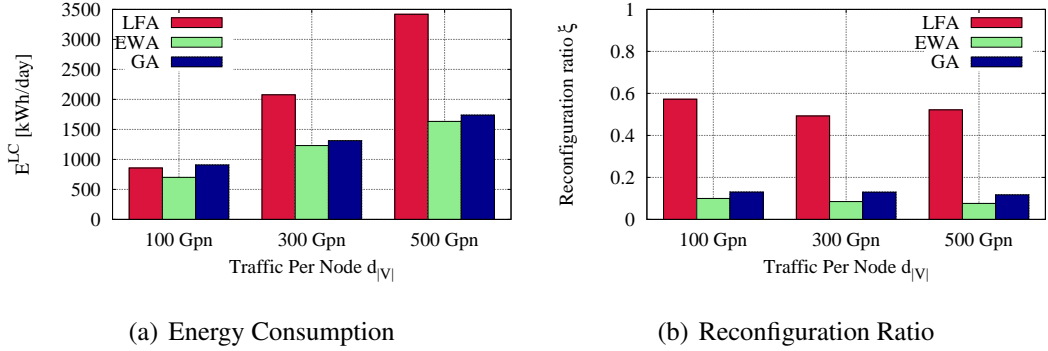 3500
3000
2500
2000
1500
1000
500
0
E^LC [kWh/day]
LFA
EWA
GA
100 Gpn 300 Gpn 500 Gpn
Traffic Per Node d|V|
(a) Energy Consumption
1
0.8
0.6
0.4
0.2
0
Reconfiguration ratio ξ
LFA
EWA
GA
100 Gpn 300 Gpn 500 Gpn
Traffic Per Node d|V|
(b) Reconfiguration Ratio